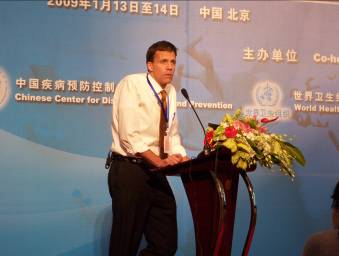 2009年1月13日至14日 中国 北京
主办单位 Co-h
中国疾病预防控制
Chinese Center for Di and Prevention
世界卫生
World Hea